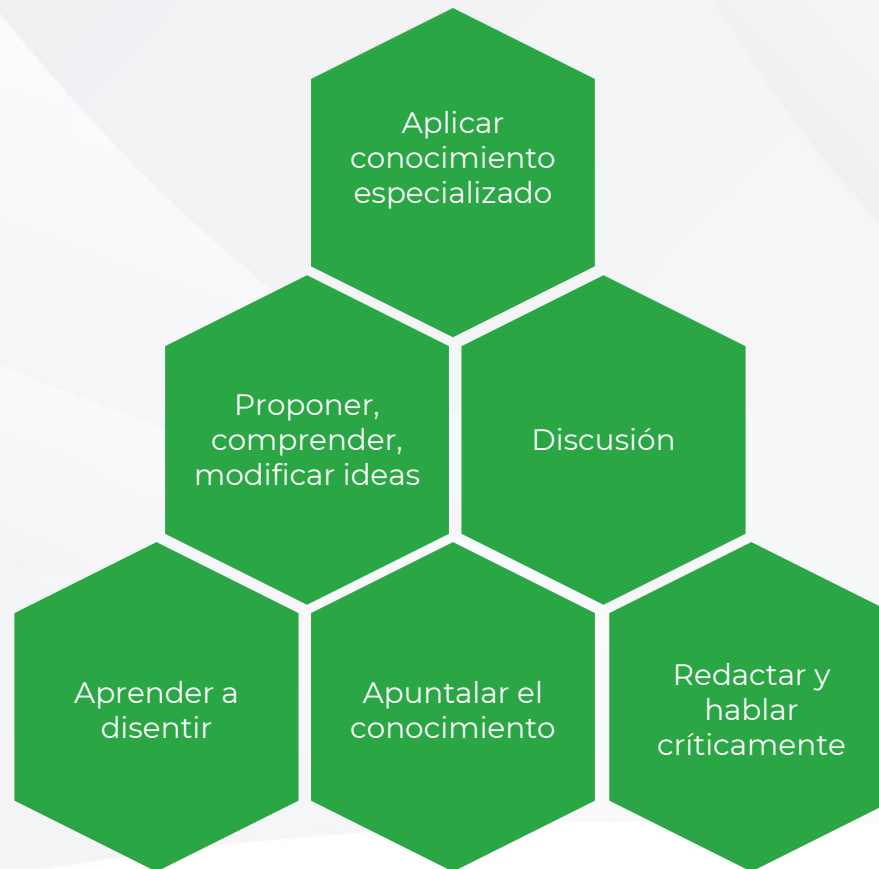 Aplicar
conocimiento
especializado
Proponer,
comprender,
modificar ideas
Discusión
Aprender a
disentir
Apuntalar el
conocimiento
Redactar y
hablar
críticamente